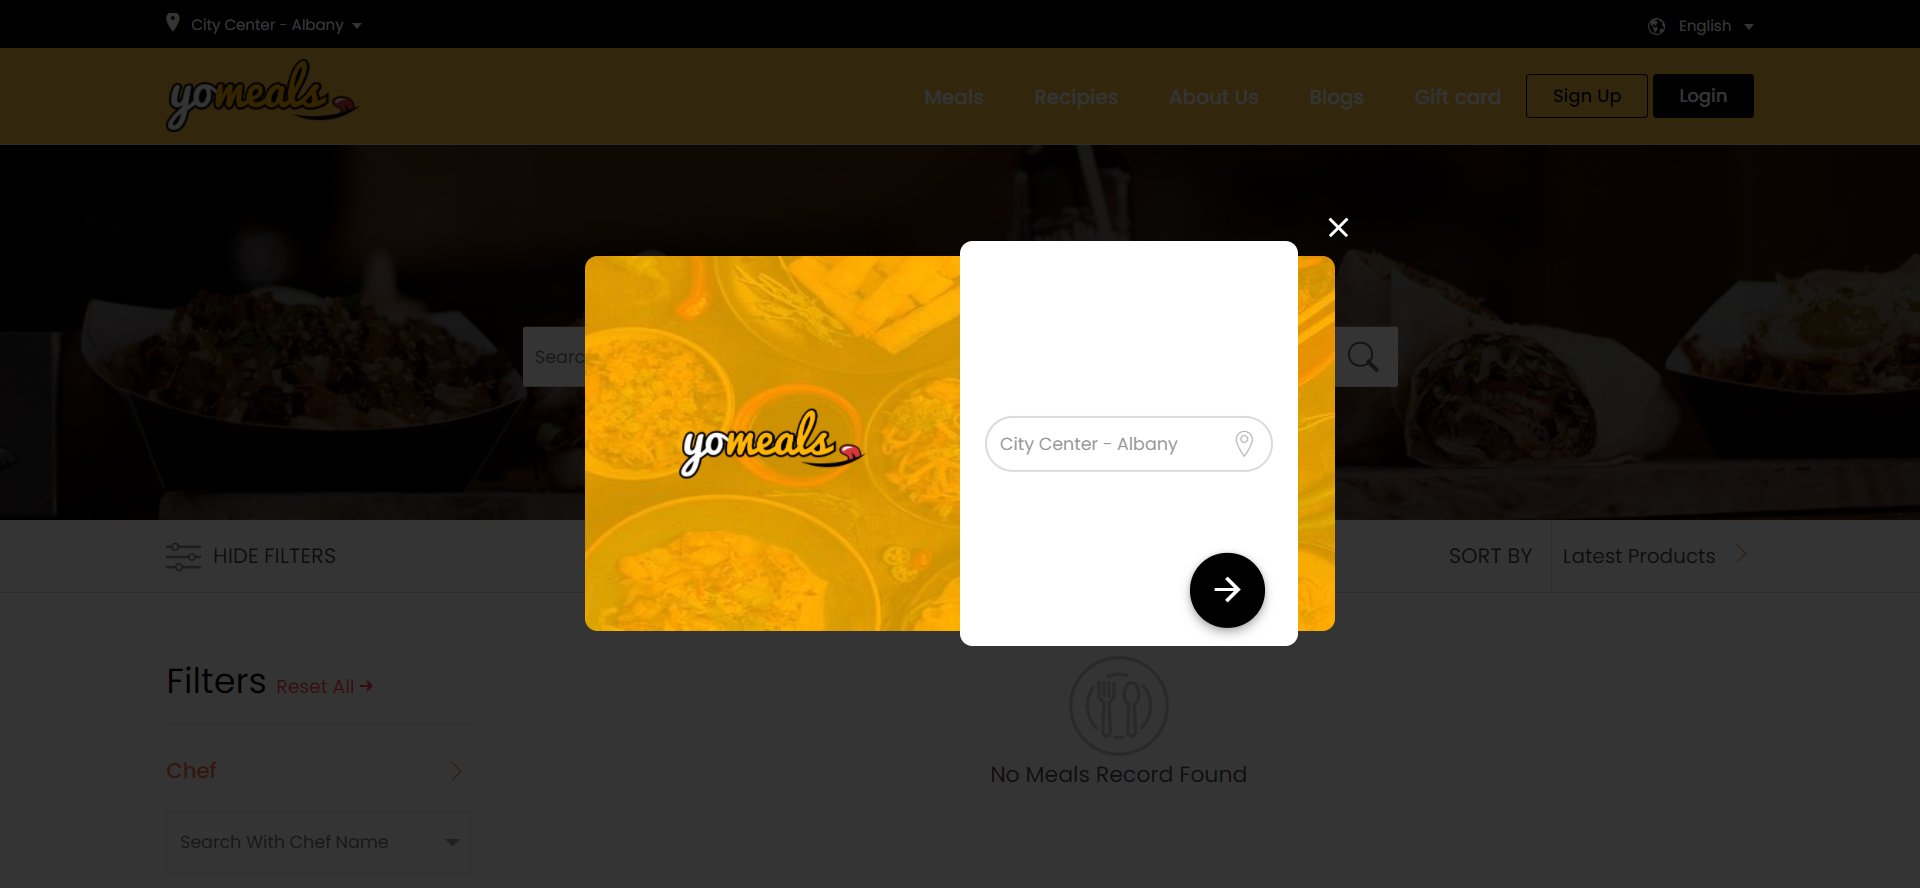 City Center - Albany
English
yomeals
Meals
Recipies
About Us
Blogs
Gift card
Sign Up
Login
Searc
yomeals
City Center - Albany
HIDE FILTERS
SORT BY
Latest Products
Filters
Reset All
Chef
Search With Chef Name
No Meals Record Found